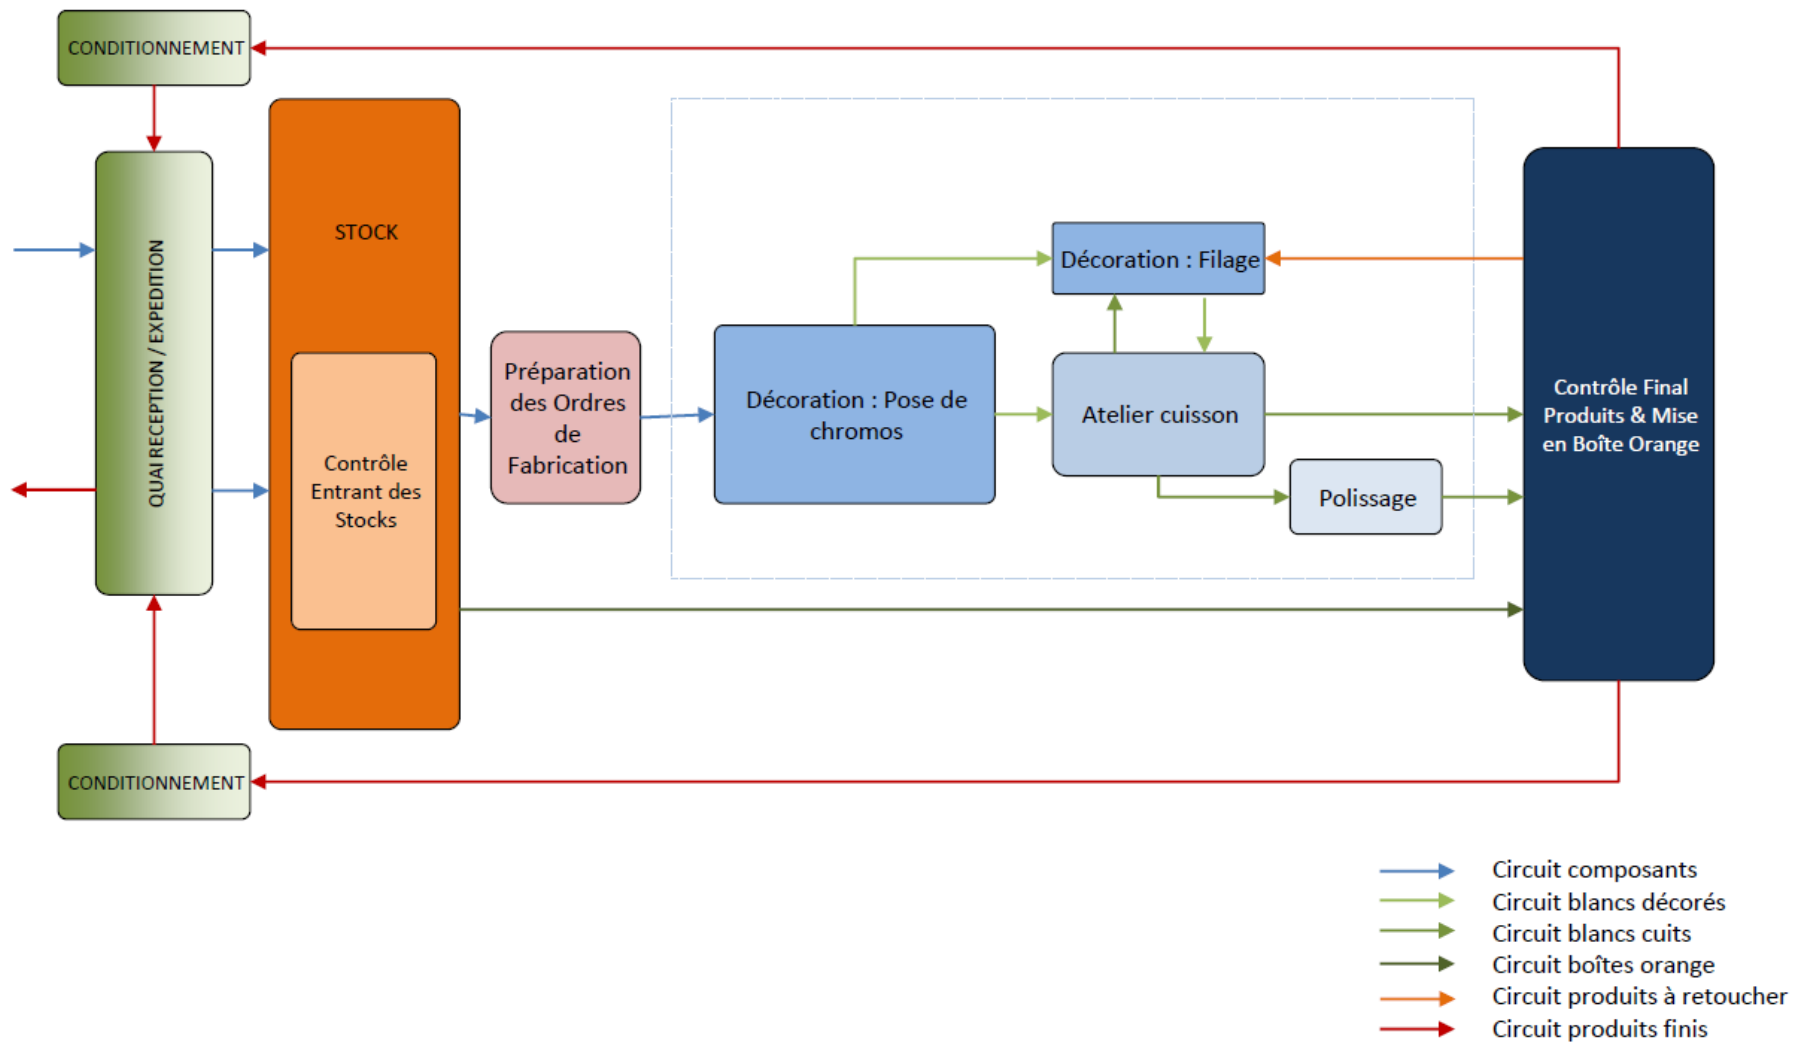 CONDITIONNEMENT
QUAI RECEPTION / EXPEDITION
STOCK
Contrôle
Entrant des
Stocks
Préparation
des Ordres
de
Fabrication
Décoration : Pose de
chromos
Décoration : Filage
Atelier cuisson
Polissage
Contrôle Final
Produits & Mise
en Boîte Orange
CONDITIONNEMENT
Circuit composants
Circuit blancs décorés
Circuit blancs cuits
Circuit boîtes orange
Circuit produits à retoucher
Circuit produits finis